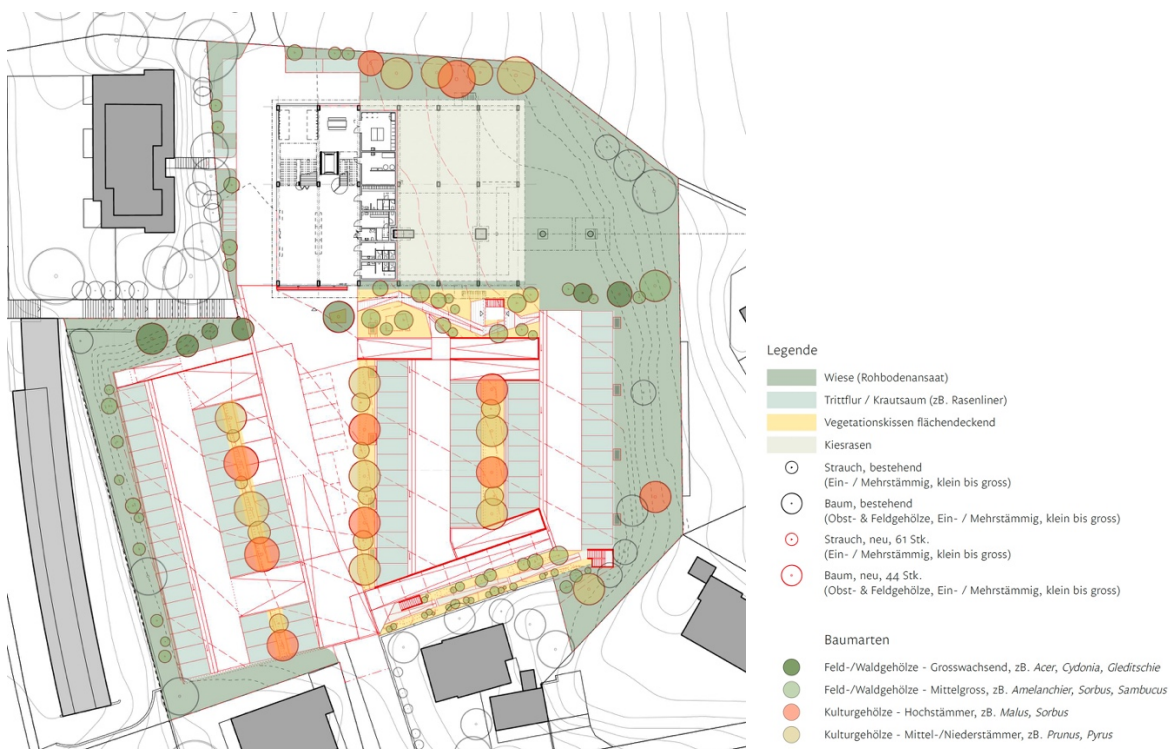 Legende
Wiese (Rohbodenansaat)
Trittflur / Krautsaum (zB. Rasenliner)
Vegetationskissen flächendeckend
Kiesrasen
Strauch, bestehend
(Ein- / Mehrstämmig, klein bis gross)
Baum, bestehend
(Obst- & Feldgehölze, Ein- / Mehrstämmig, klein bis gross)
Strauch, neu, 61 Stk.
(Ein- / Mehrstämmig, klein bis gross)
Baum, neu, 44 Stk.
(Obst- & Feldgehölze, Ein- / Mehrstämmig, klein bis gross)
Baumarten
Feld-/Waldgehölze - Grosswachsend, zB. Acer, Cydonia, Gleditschie
Feld-/Waldgehölze - Mittelgross, zB. Amelanchier, Sorbus, Sambucus
Kulturgehölze - Hochstämmer, zB. Malus, Sorbus
Kulturgehölze - Mittel-/Niederstämmer, zB. Prunus, Pyrus